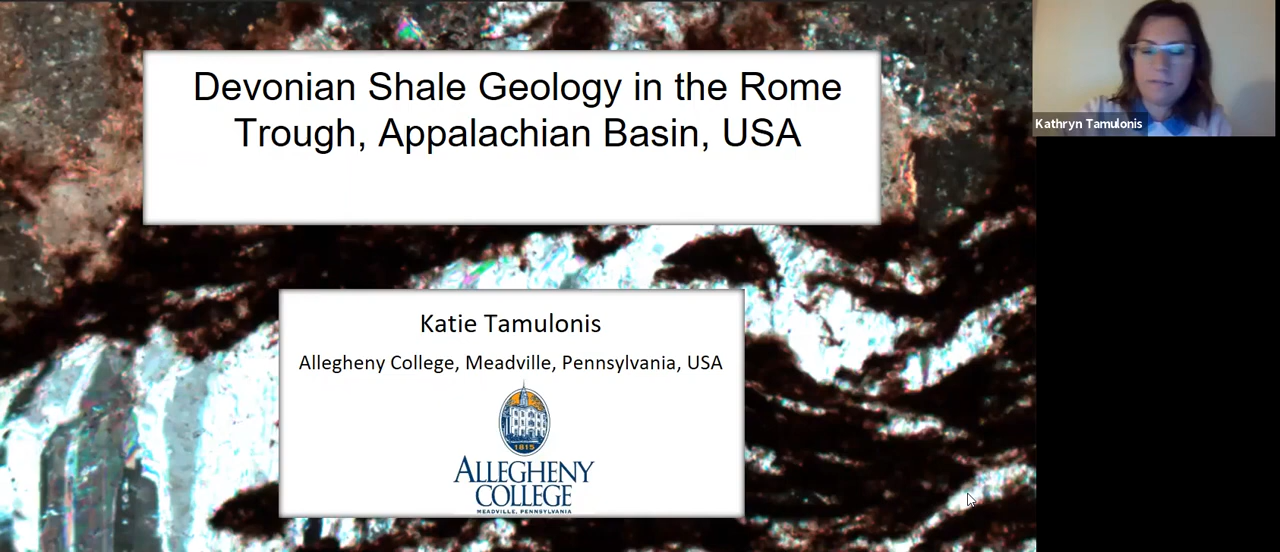 Devonian Shale Geology in the Rome
Trough, Appalachian Basin, USA
Kathryn Tamulonis
Katie Tamulonis
Allegheny College, Meadville, Pennsylvania, USA
1815
ALLEGHENY
COLLEGE
MEADVILLE, PENNSYLVANIA